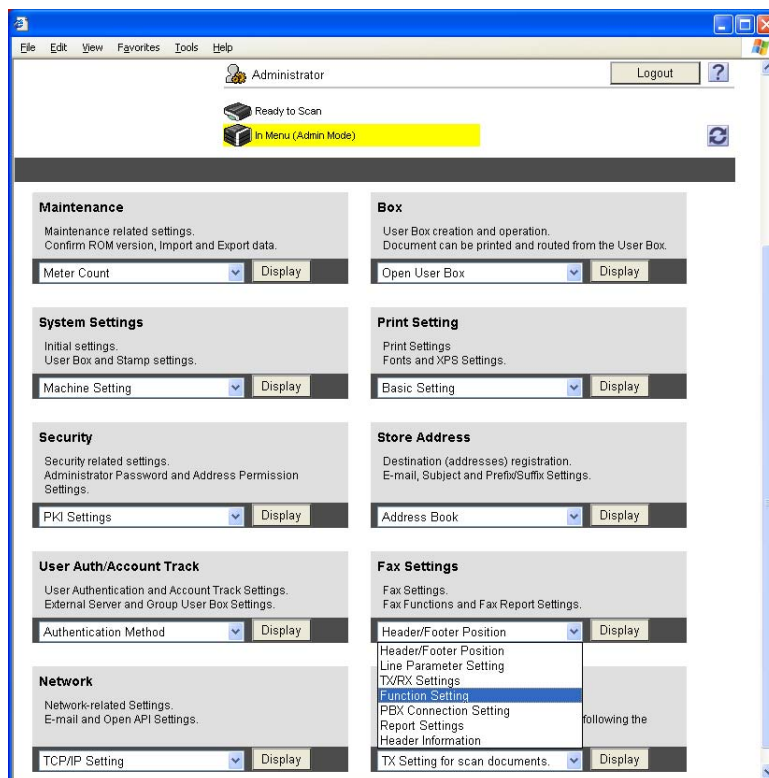 File Edit View Favorites Tools Help
Administrator
Logout
?
Ready to Scan
In Menu (Admin Mode)
Maintenance
Maintenance related settings.
Confirm ROM version, Import and Export data.
Meter Count
Display
Box
User Box creation and operation.
Document can be printed and routed from the User Box.
Open User Box
Display
System Settings
Initial settings.
User Box and Stamp settings.
Machine Setting
Display
Print Setting
Print Settings
Fonts and XPS Settings.
Basic Setting
Display
Security
Security related settings.
Administrator Password and Address Permission
Settings.
PKI Settings
Display
Store Address
Destination (addresses) registration.
E-mail, Subject and Prefix/Suffix Settings.
Address Book
Display
User Auth/Account Track
User Authentication and Account Track Settings.
External Server and Group User Box Settings.
Authentication Method
Display
Fax Settings
Fax Settings.
Fax Functions and Fax Report Settings.
Header/Footer Position
Display
Header/Footer Position
Line Parameter Setting
TX/RX Settings
Function Setting
PBX Connection Setting
Report Settings
Header Information
Network
Network-related Settings.
E-mail and Open API Settings.
TCP/IP Setting
Display
following the
TX Setting for scan documents.
Display